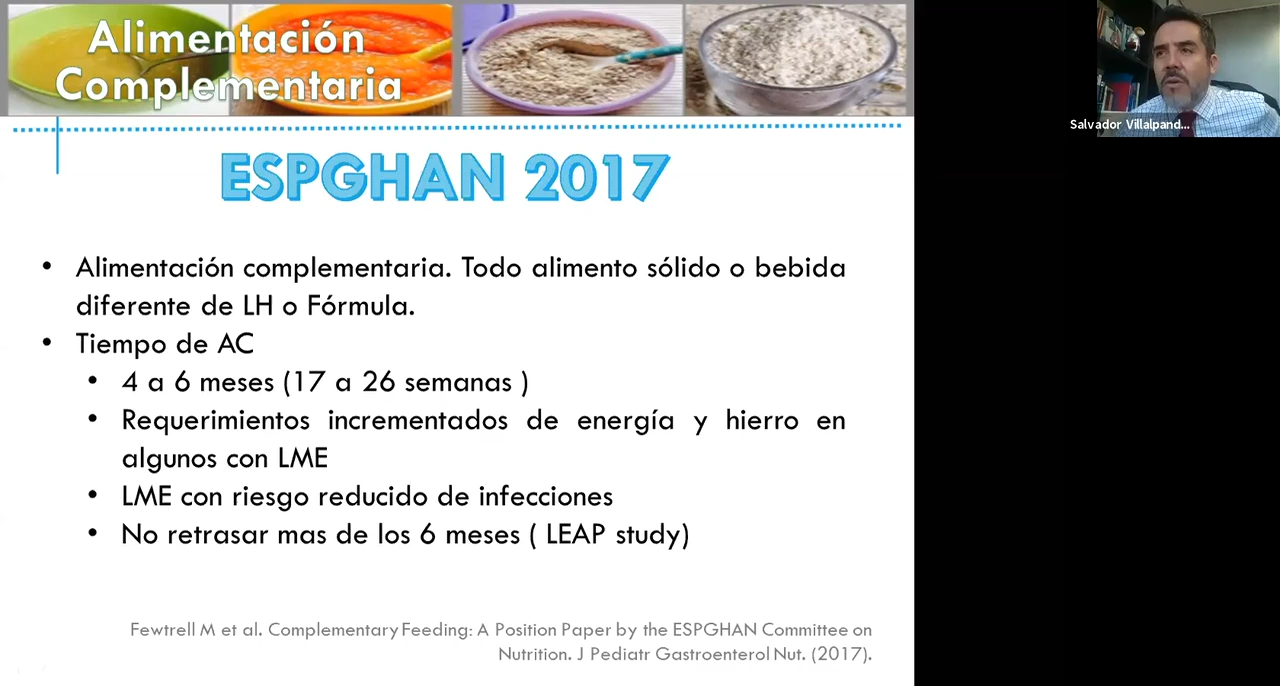 Alimentación
Complementaria
Salvador Villalpand...
ESPGHAN 2017
• Alimentación complementaria. Todo alimento sólido o bebida
diferente de LH o Fórmula.
• Tiempo de AC
• 4 a 6 meses (17 a 26 semanas )
• Requerimientos incrementados de energía y hierro en
algunos con LME
• LME con riesgo reducido de infecciones
• No retrasar mas de los 6 meses ( LEAP study)
Fewtrell M et al. Complementary Feeding: A Position Paper by the ESPGHAN Committee on
Nutrition. J Pediatr Gastroenterol Nut. (2017).